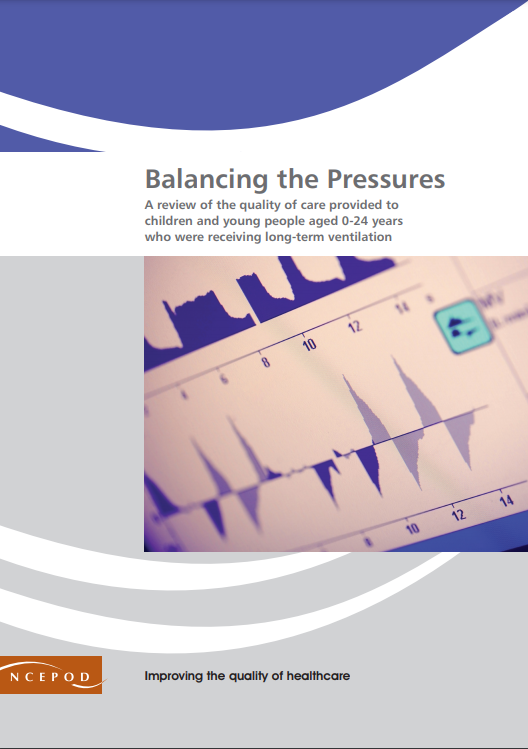 Balancing the Pressures
A review of the quality of care provided to
children and young people aged 0-24 years
who were receiving long-term ventilation
14
12
10
8
6
4
8
10
12
14
NCEPOD
Improving the quality of healthcare